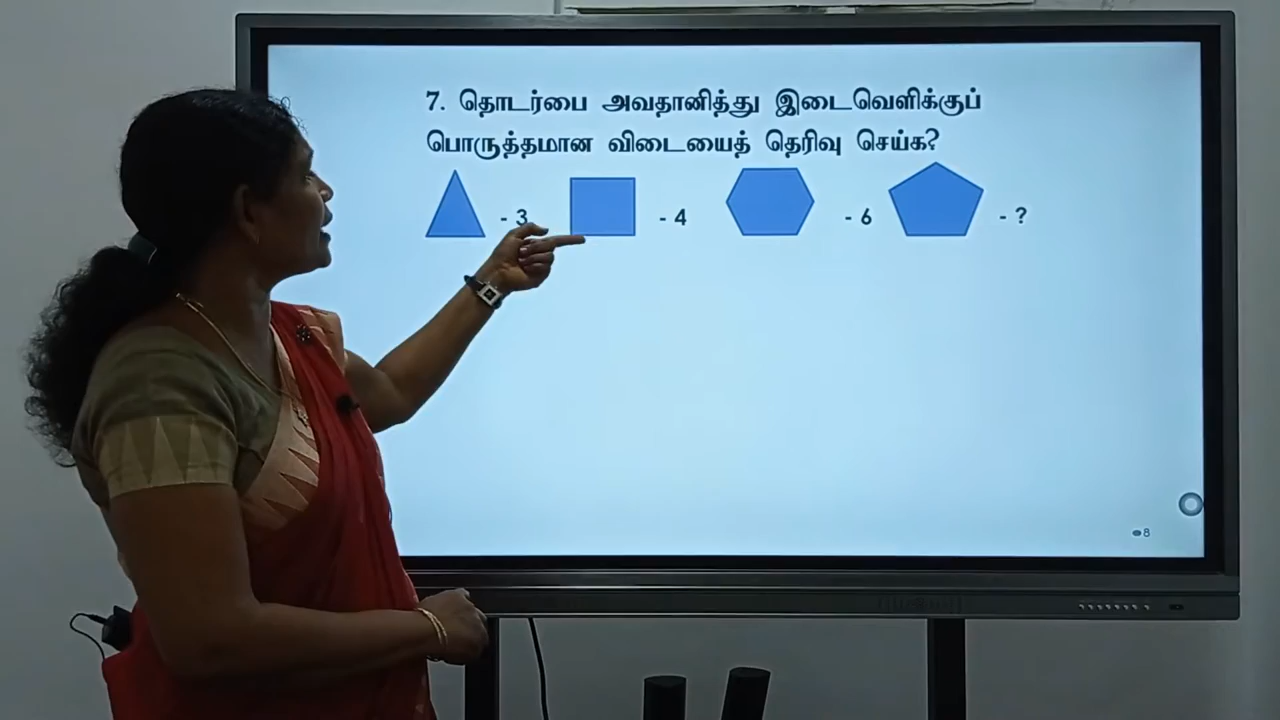 7. தொடர்பை அவதானித்து இடைவெளிக்குப்
பொருத்தமான விடையைத் தெரிவு செய்க?
- 3 - 4 - 6 - ?
8